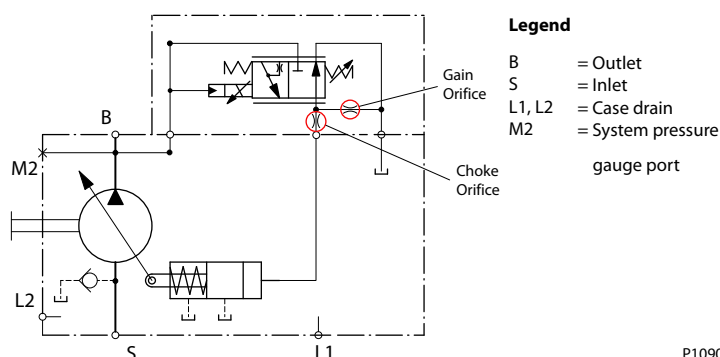 Legend
B = Outlet
S = Inlet
L1, L2 = Case drain
M2 = System pressure
gauge port
Gain
Orifice
Choke
Orifice
B
M2
L2
S
L1
P1090